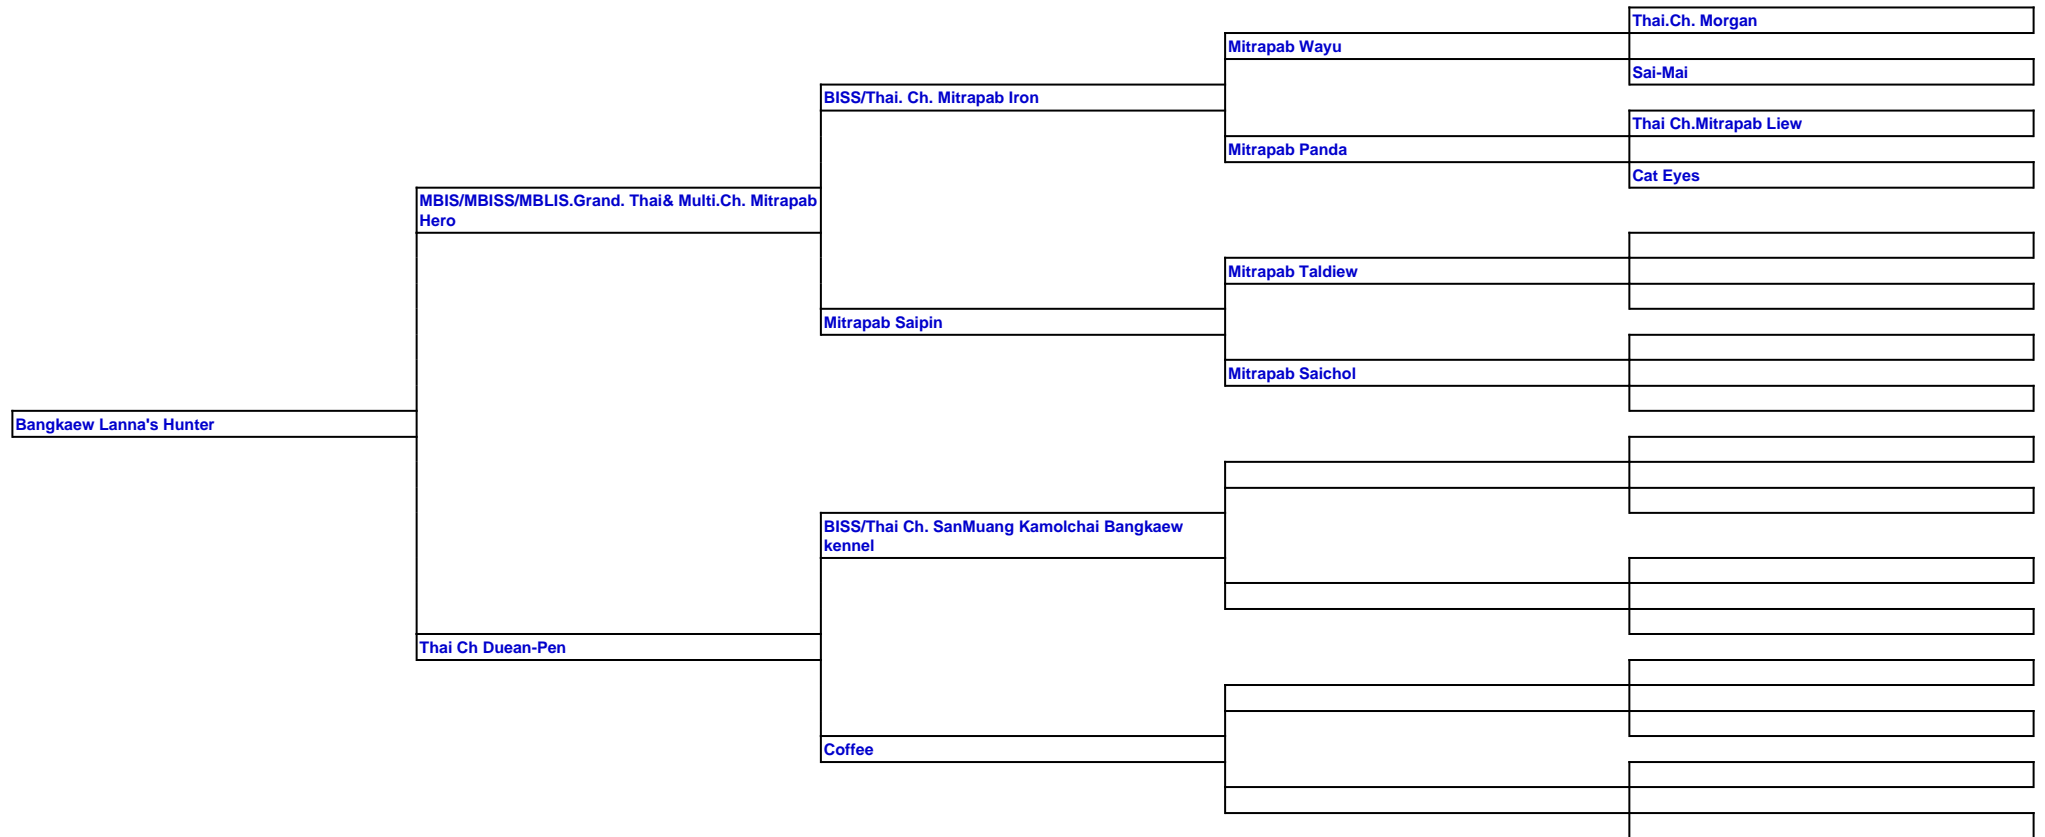 Thai.Ch. Morgan
Mitrapab Wayu
Sai-Mai
BISS/Thai. Ch. Mitrapab Iron
Thai Ch.Mitrapab Liew
Mitrapab Panda
Cat Eyes
MBIS/MBISS/MBLIS.Grand. Thai& Multi.Ch. Mitrapab
Hero
Mitrapab Taldiew
Mitrapab Saipin
Mitrapab Saichol
Bangkaew Lanna's Hunter
BISS/Thai Ch. SanMuang Kamolchai Bangkaew
kennel
Thai Ch Duean-Pen
Coffee